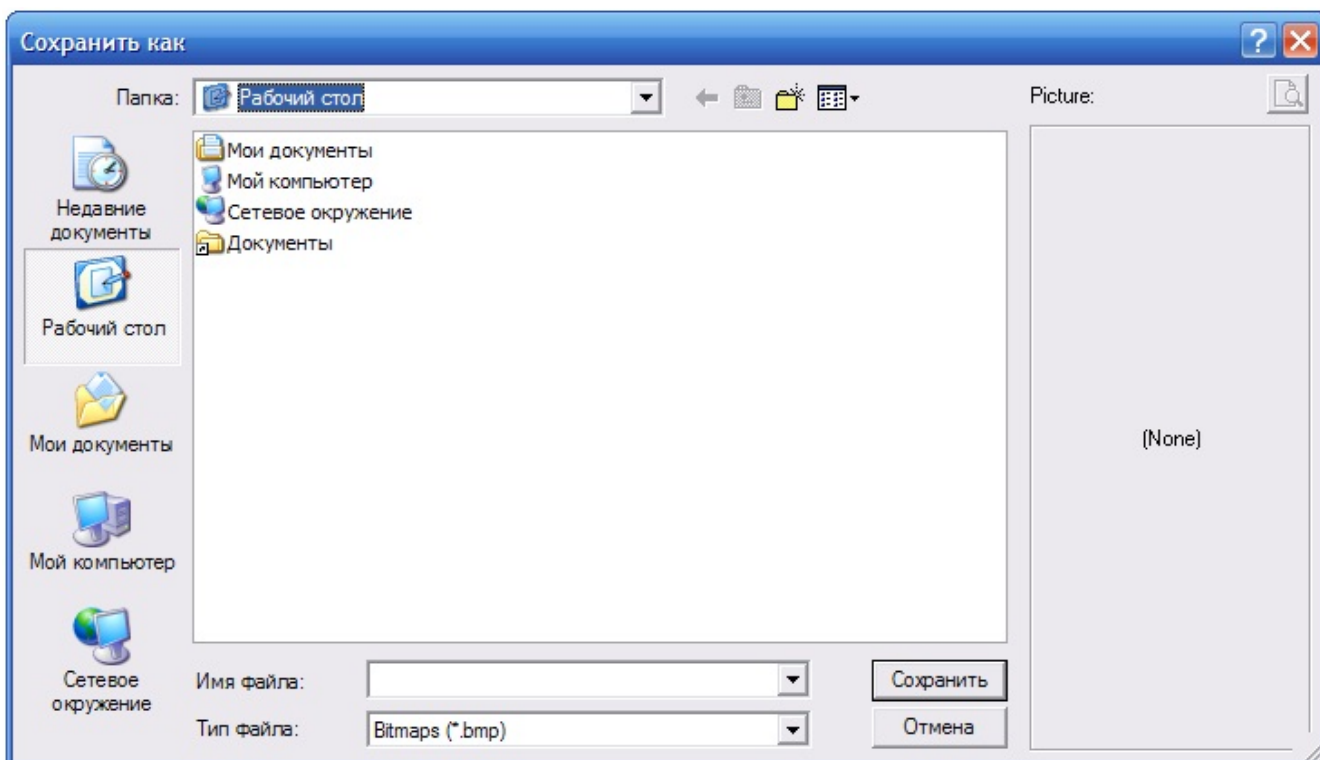 Сохранить как
Папка:
Рабочий стол
Picture:
Недавние
документы
Рабочий стол
Мои документы
Мой компьютер
Сетевое
окружение
Мои документы
Мой компьютер
Сетевое окружение
Документы
(None)
Имя файла:
Сохранить
Тип файла:
Bitmaps (*.bmp)
Отмена